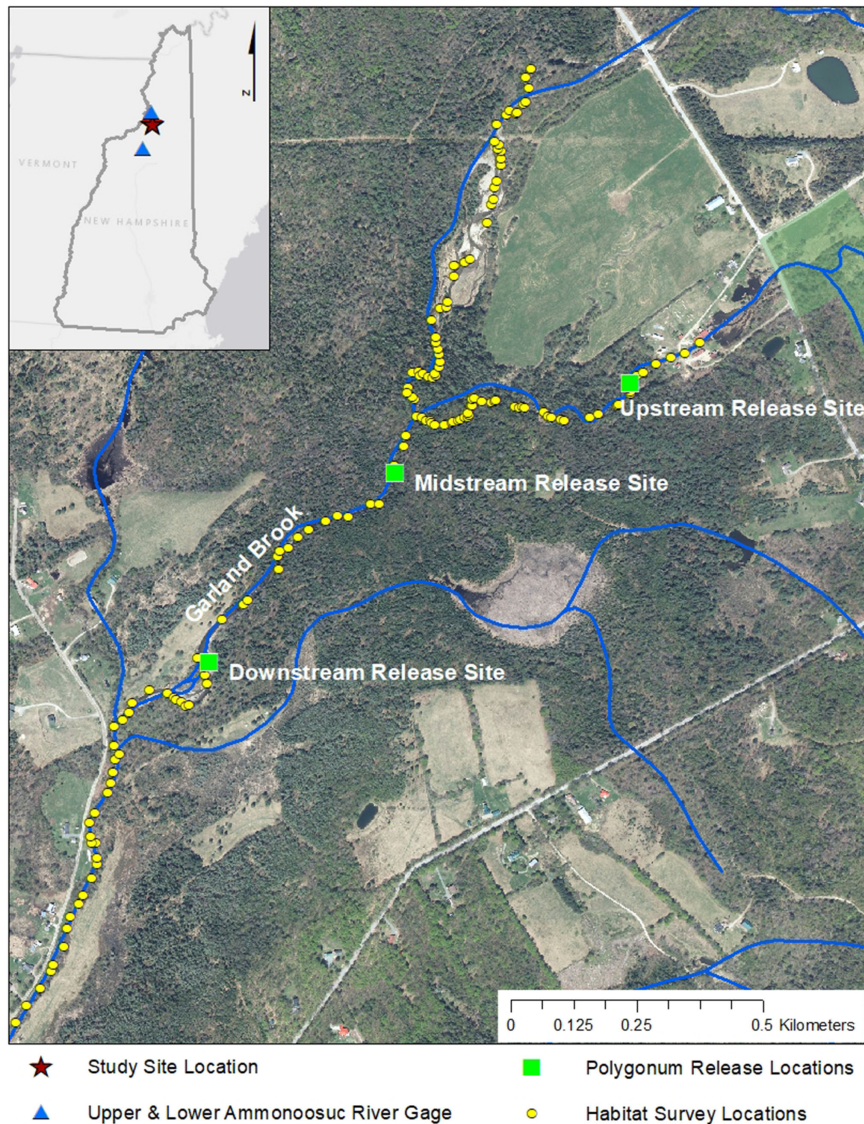 N
VERMONT
NEW HAMPSHIRE
Upstream Release Site
Midstream Release Site
Garland Brook
Downstream Release Site
0 0.125 0.25 0.5 Kilometers
Study Site Location
Polygonum Release Locations
Upper & Lower Ammonoosuc River Gage
Habitat Survey Locations